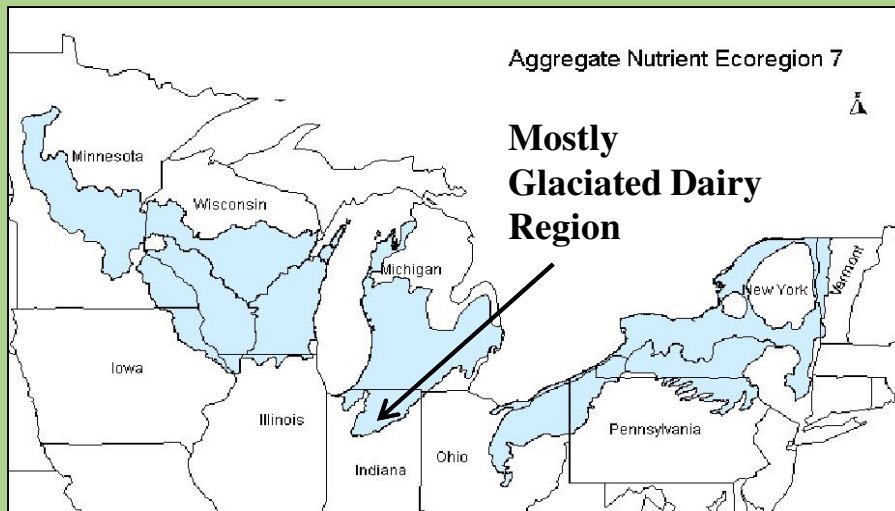 Aggregate Nutrient Ecoregion 7
Mostly
Glaciated Dairy
Region
Minnesota
Wisconsin
Michigan
New York
Vermont
Iowa
Illinois
Indiana
Ohio
Pennsylvania